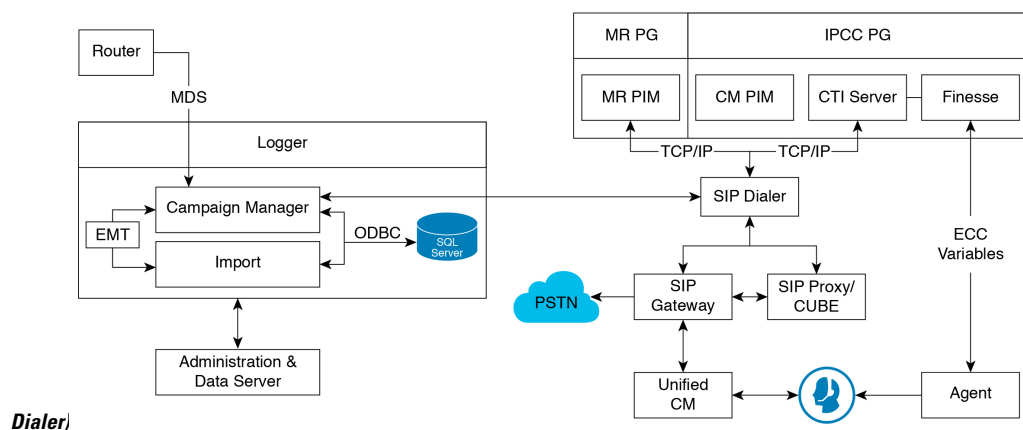 MR PG
IPCC PG
Router
MR PIM
CM PIM
CTI Server
Finesse
MDS
Logger
TCP/IP
TCP/IP
Campaign Manager
SIP Dialer
EMT
ODBC
SQL
Server
Import
ECC
Variables
PSTN
SIP
Gateway
SIP Proxy/
CUBE
Administration &
Data Server
Unified
CM
Agent
Dialer)